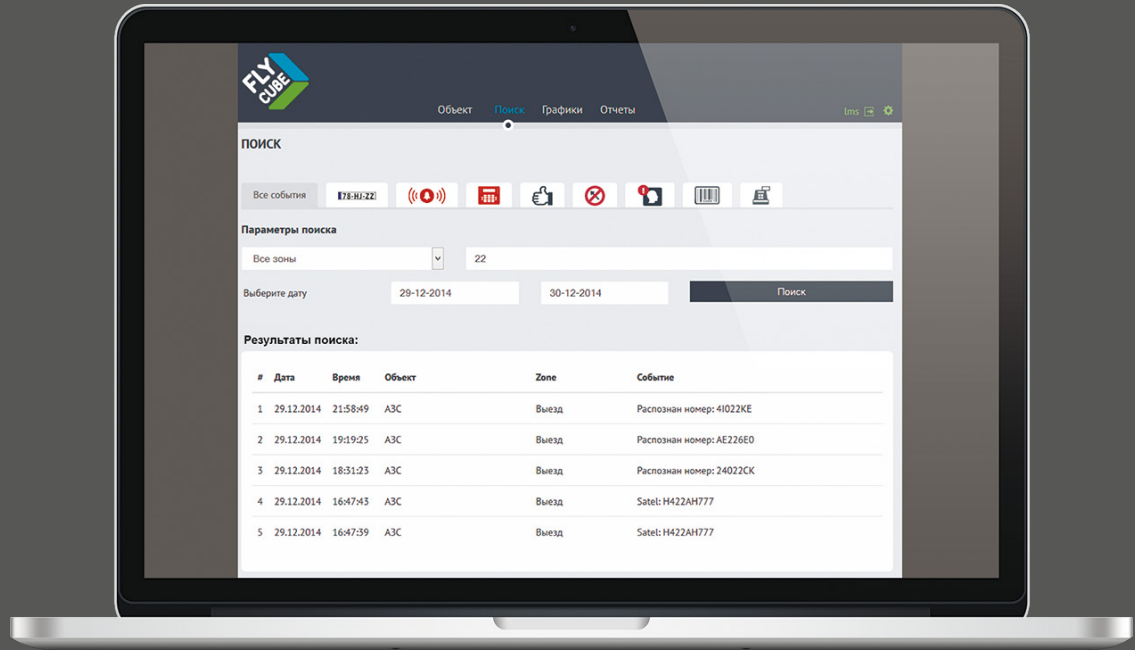 FLY
CUBE
Объект Поиск Графики Отчеты
lms
ПОИСК
Все события 78-HJ-ZZ
Параметры поиска
Все зоны 22
Выберите дату 29-12-2014 30-12-2014 Поиск
Результаты поиска:
# Дата Время Объект Zone Событие
1 29.12.2014 21:58:49 АЗС Выезд Распознан номер: 4I022KE
2 29.12.2014 19:19:25 АЗС Выезд Распознан номер: AE226E0
3 29.12.2014 18:31:23 АЗС Выезд Распознан номер: 24022CK
4 29.12.2014 16:47:43 АЗС Выезд Satel: H422AH777
5 29.12.2014 16:47:39 АЗС Выезд Satel: H422AH777